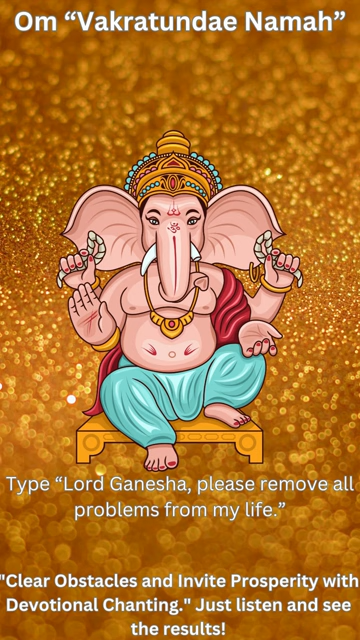 Om “Vakratundae Namah”
Type “Lord Ganesha, please remove all
problems from my life.”
"Clear Obstacles and Invite Prosperity with
Devotional Chanting." Just listen and see
the results!